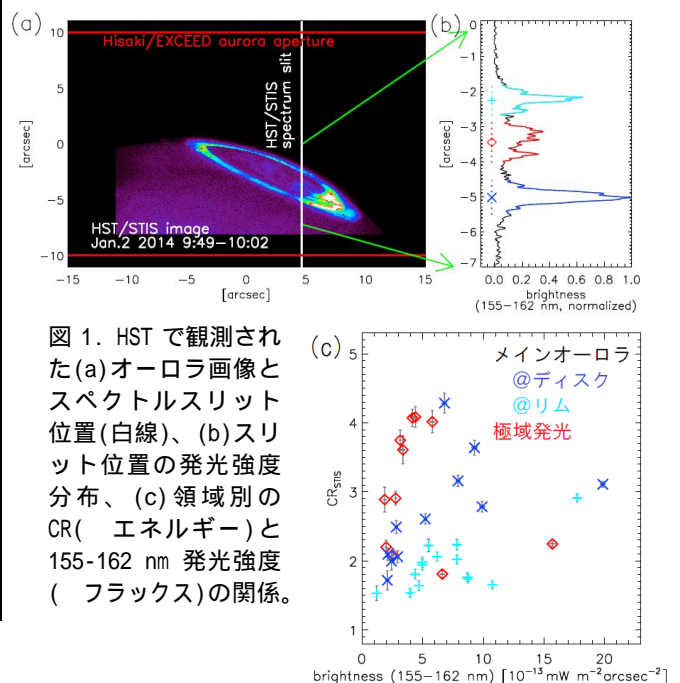 (a)
10
5
0
−5
−10
[arcsec]
Hisaki/EXCEED aurora aperture
HST/STIS
spectrum slit
HST/STIS image
Jan.2 2014 9:49−10:02
−10 −5 0 5 10 15
[arcsec]
(b)
0
−1
−2
−3
−4
−5
−6
−7
[arcsec]
0.0 0.2 0.4 0.6 0.8 1.0
brightness
(155−162 nm, normalized)
図 1. HST で観測され
た(a)オーロラ画像と
スペクトルスリット
位置(白線)、(b)スリ
ット位置の発光強度
分布、(c)領域別の
CR( エネルギー)と
155-162 nm 発光強度
( フラックス)の関係。
(c)
メインオーロラ
@ディスク
@リム
極域発光
5
4
3
2
1
CRSTIS
0 5 10 15 20
brightness (155−162 nm) [10−13mW m−2arcsec−2]